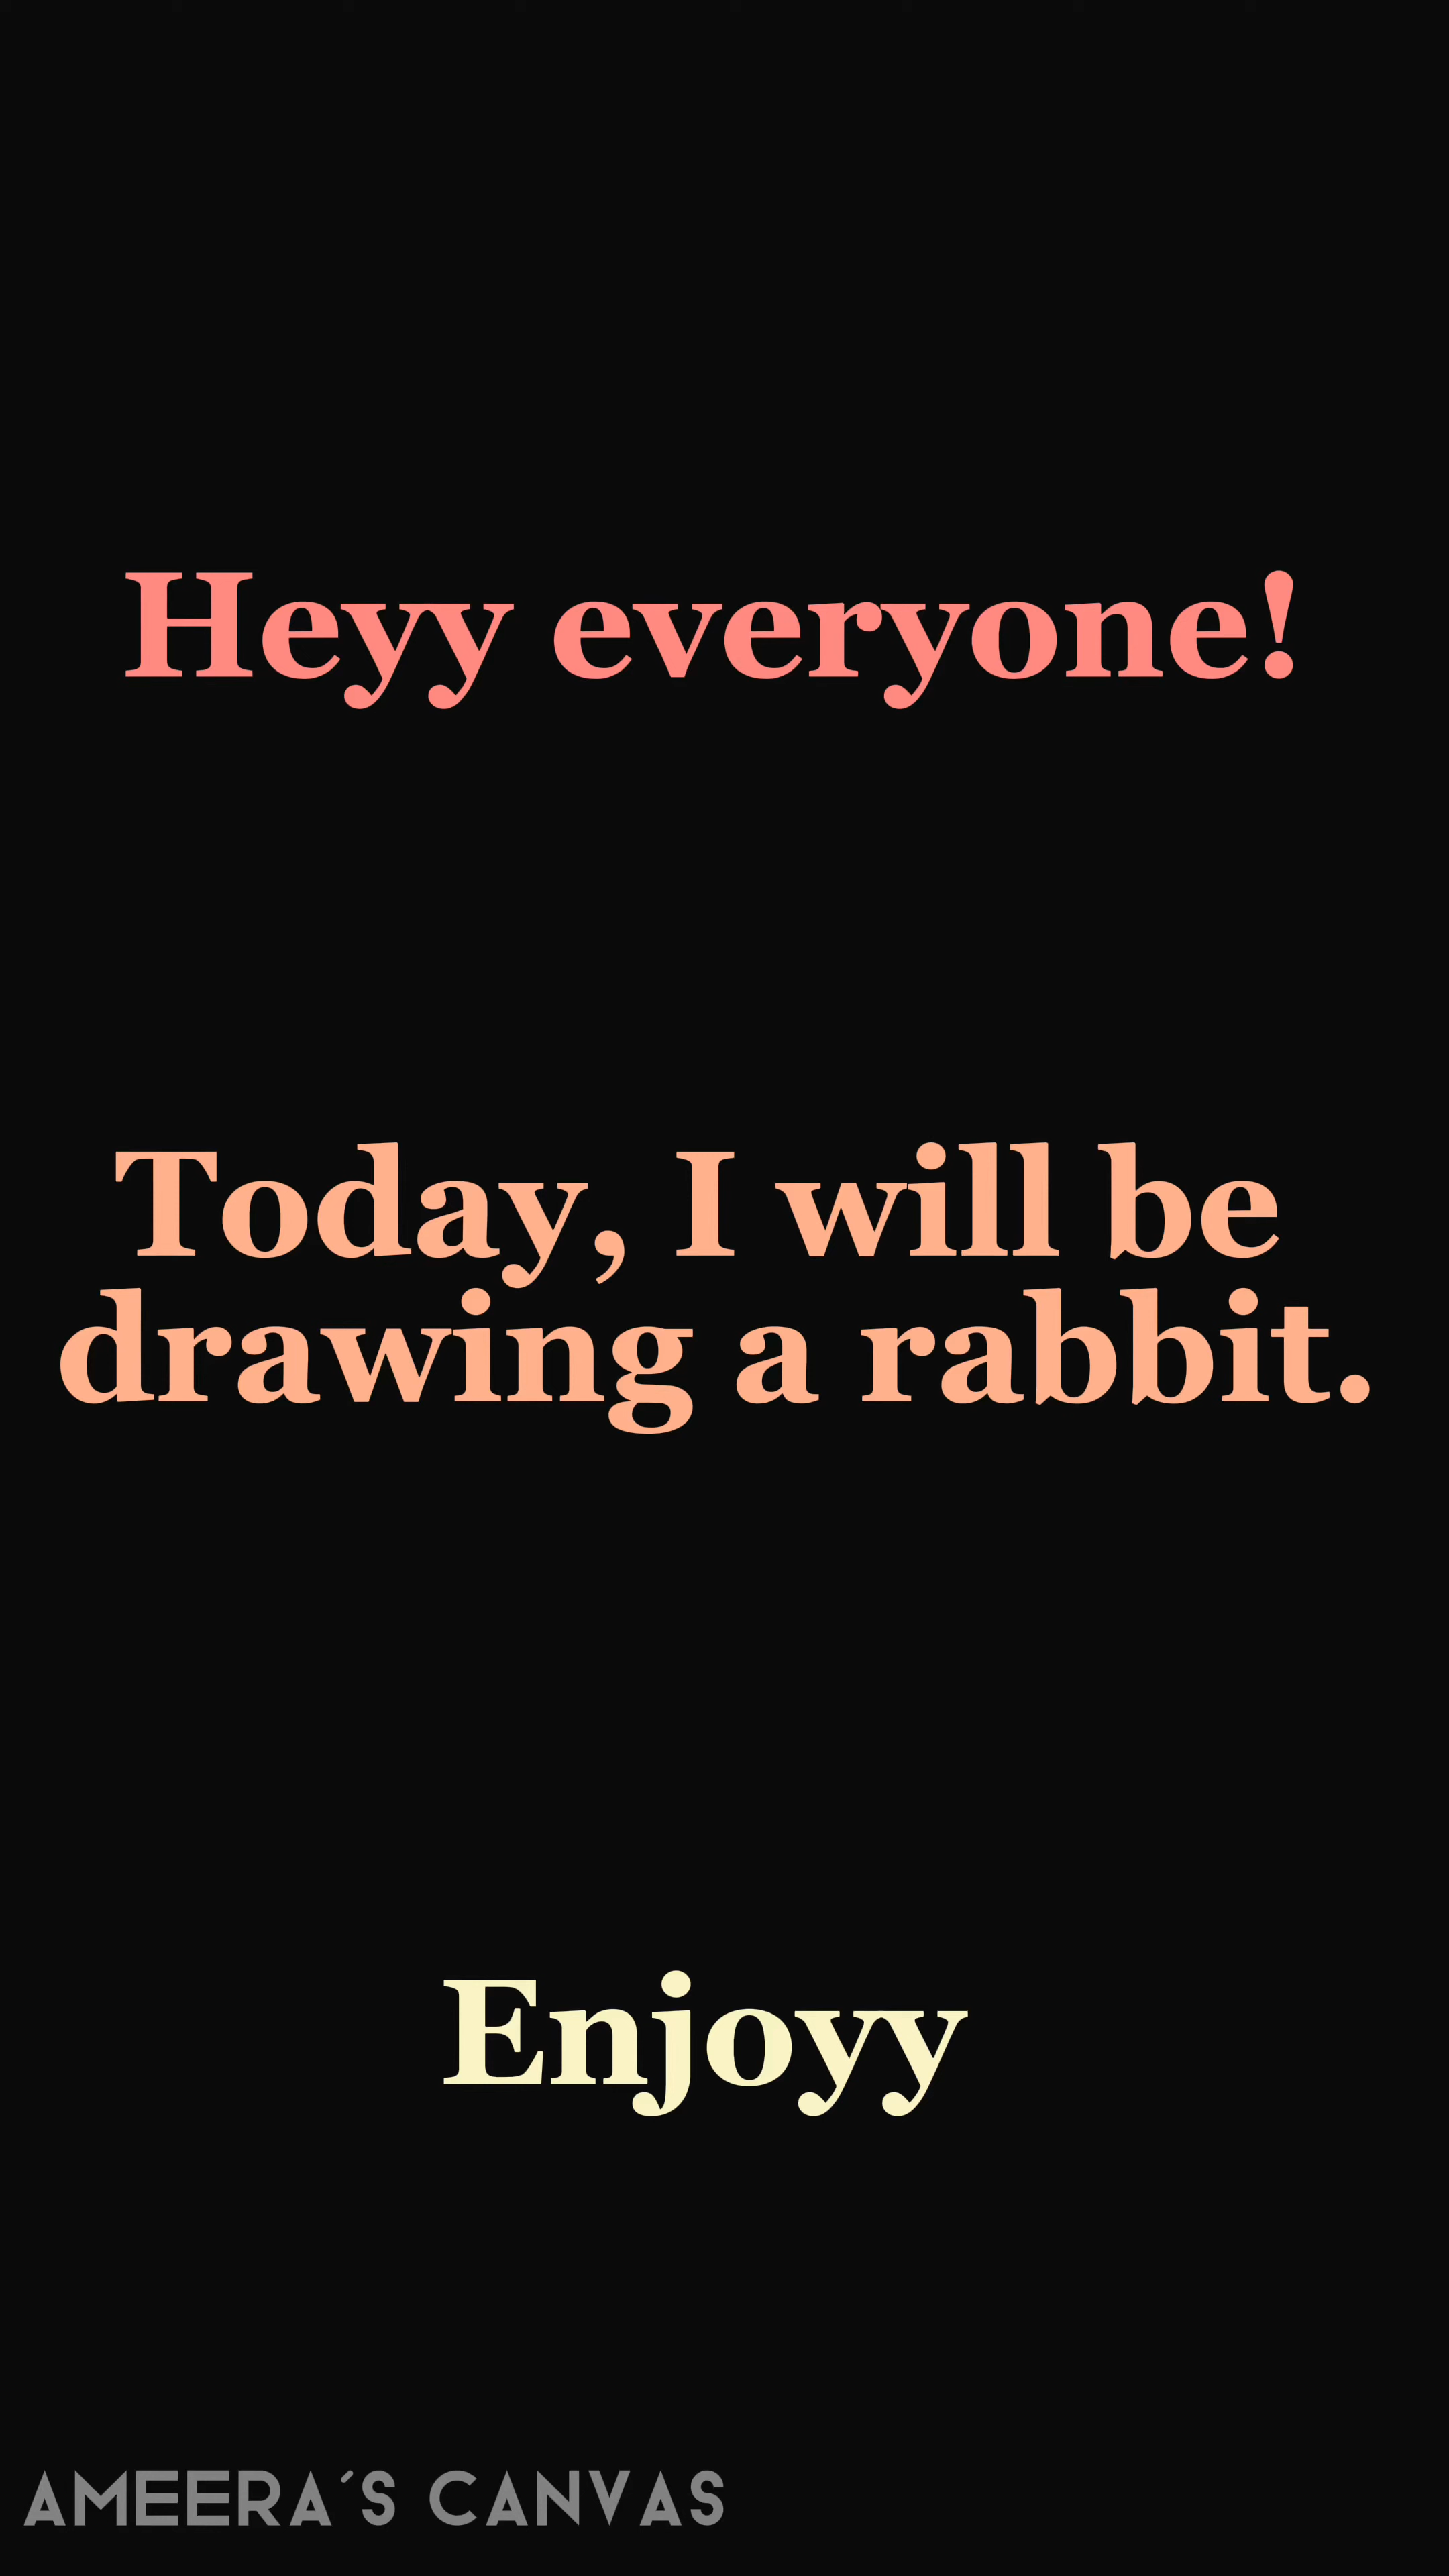 Heyy everyone!
Today, I will be
drawing a rabbit.
Enjoyy
AMEERA'S CANVAS